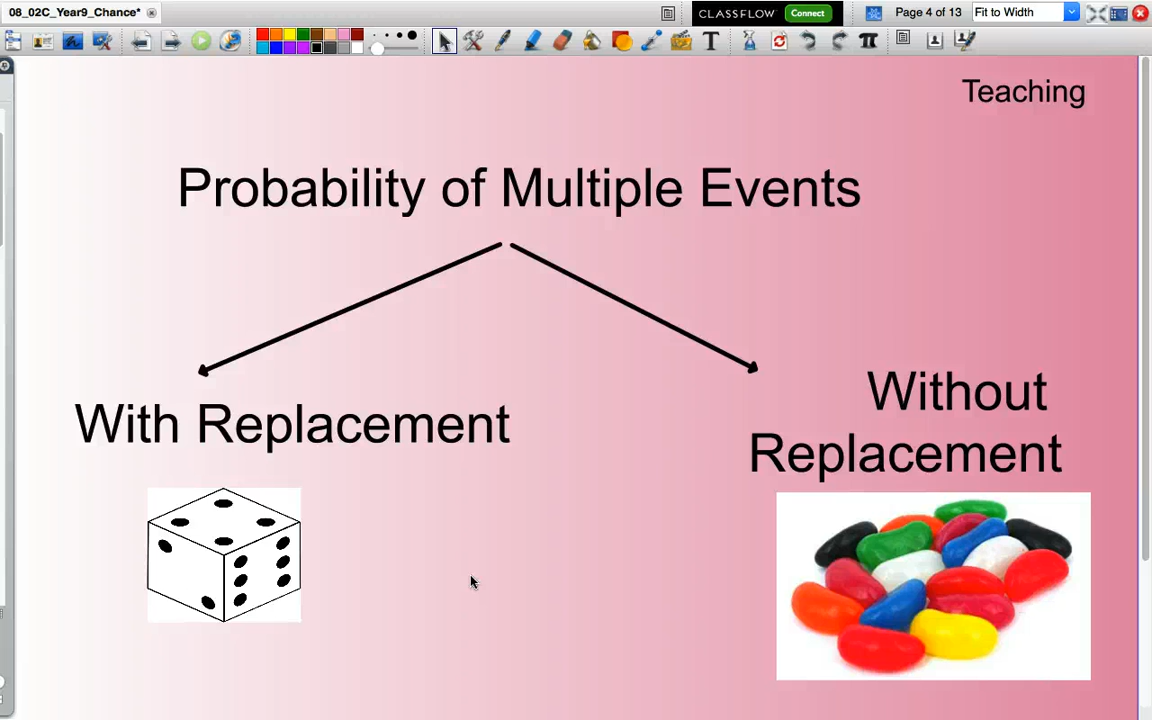 08_02C_Year9_Chance*
CLASSFLOW Connect
Page 4 of 13
Fit to Width
Teaching
Probability of Multiple Events
With Replacement
Without
Replacement